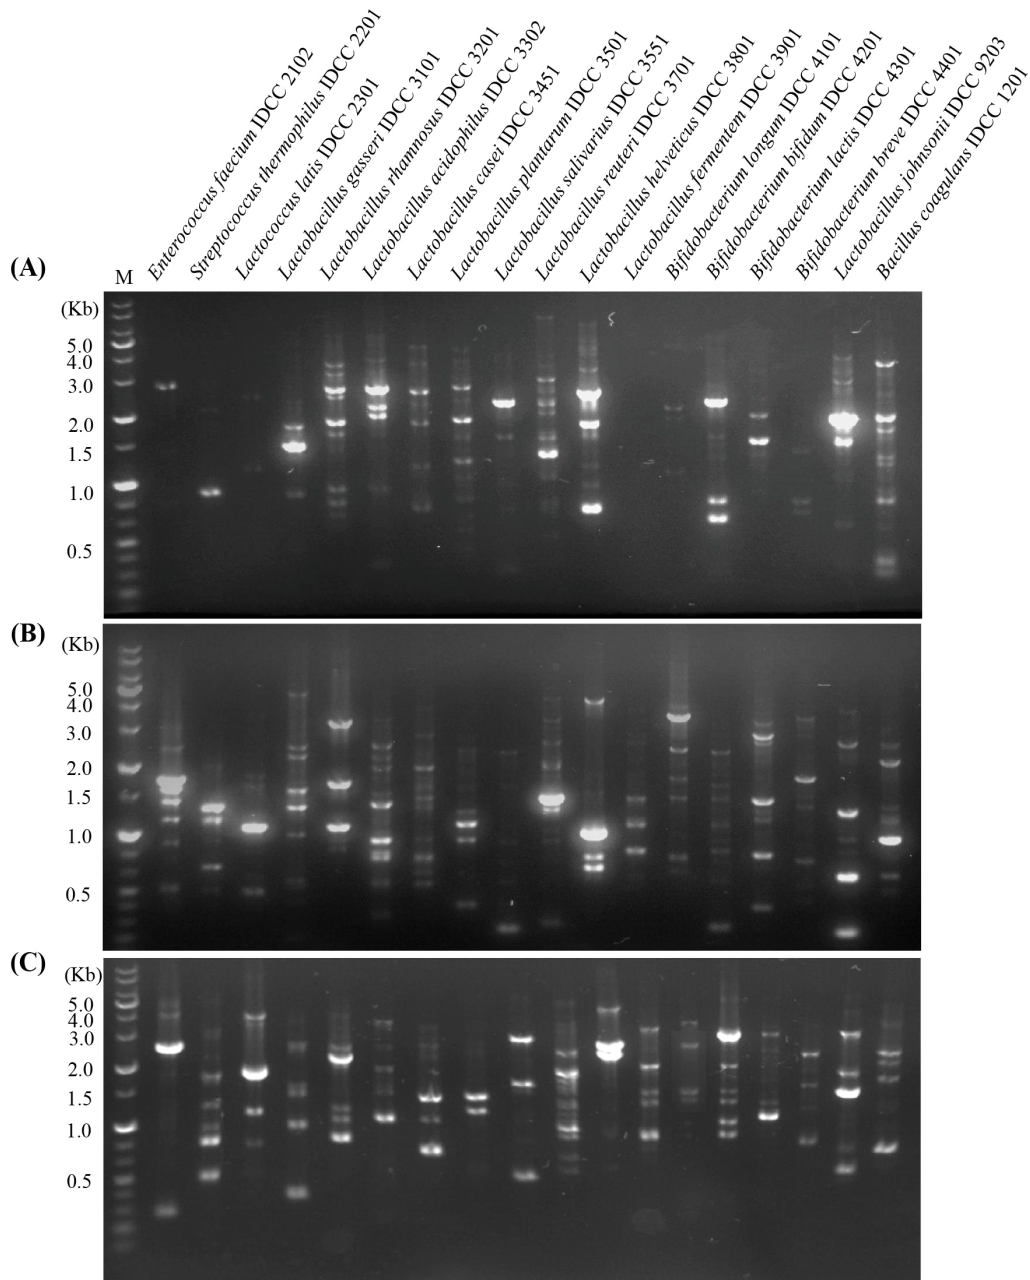 Enterococcus faecium IDCC 2102
Streptococcus thermophilus IDCC 2201
Lactococcus latis IDCC 2301
Lactobacillus gasseri IDCC 3101
Lactobacillus rhamnosus IDCC 3201
Lactobacillus acidophilus IDCC 3302
Lactobacillus casei IDCC 3451
Lactobacillus plantarum IDCC 3501
Lactobacillus salivarius IDCC 3551
Lactobacillus reuteri IDCC 3701
Lactobacillus helveticus IDCC 3801
Lactobacillus fermentem IDCC 3901
Bifidobacterium longum IDCC 4101
Bifidobacterium bifidum IDCC 4201
Bifidobacterium lactis IDCC 4301
Bifidobacterium breve IDCC 4401
Lactobacillus johnsonii IDCC 9203
Bacillus coagulans IDCC 1201
(A)
M
(Kb)
5.0
4.0
3.0
2.0
1.5
1.0
0.5
(B)
(Kb)
5.0
4.0
3.0
2.0
1.5
1.0
0.5
(C)
(Kb)
5.0
4.0
3.0
2.0
1.5
1.0
0.5